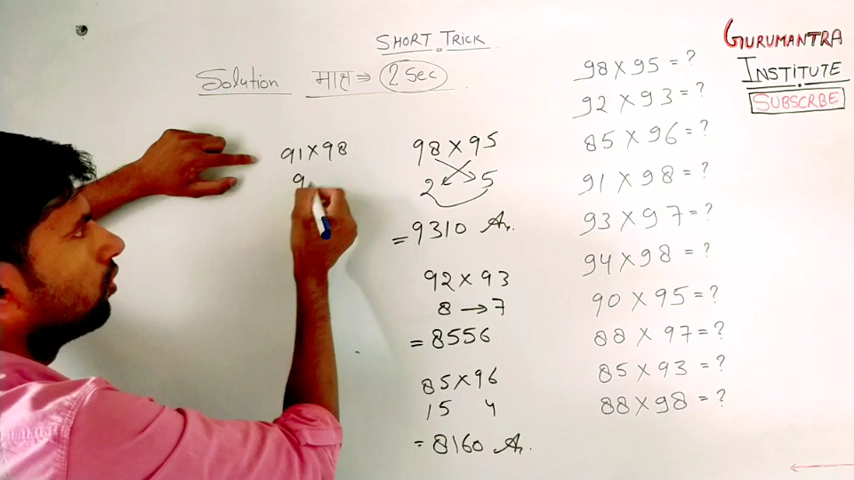 SHORT TRICK
Solution मात्र ⇒ 2 Sec
GURUMANTRA
INSTITUTE
SUBSCRBE
91×98
9
98×95
2 5
=9310 A.
92×93
8→7
=8556
85×96
15 4
=8160 A.
98×95=?
92×93=?
85×96=?
91×98=?
93×97=?
94×98=?
90×95=?
88×97=?
85×93=?
88×98=?